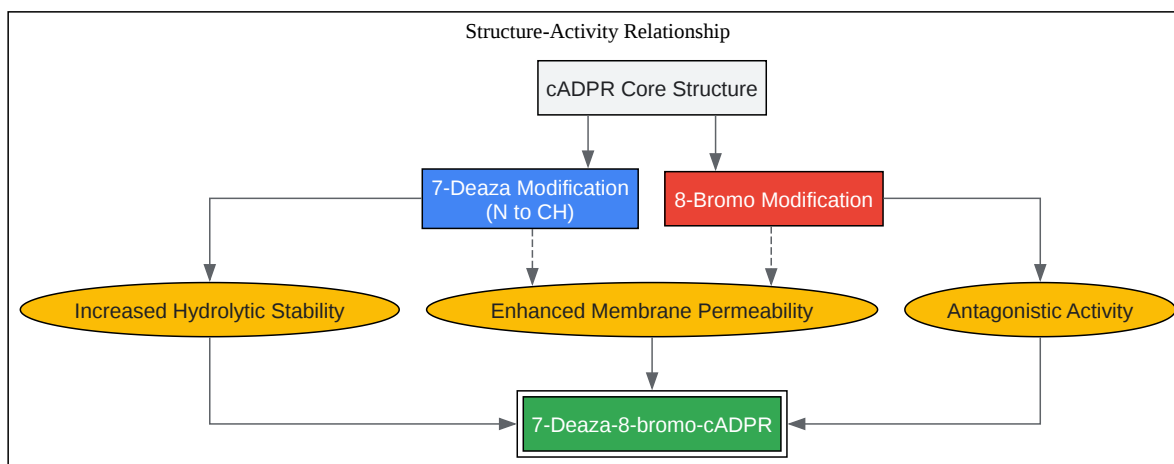 Structure-Activity Relationship
cADPR Core Structure
7-Deaza Modification
(N to CH)
8-Bromo Modification
Increased Hydrolytic Stability
Enhanced Membrane Permeability
Antagonistic Activity
7-Deaza-8-bromo-cADPR